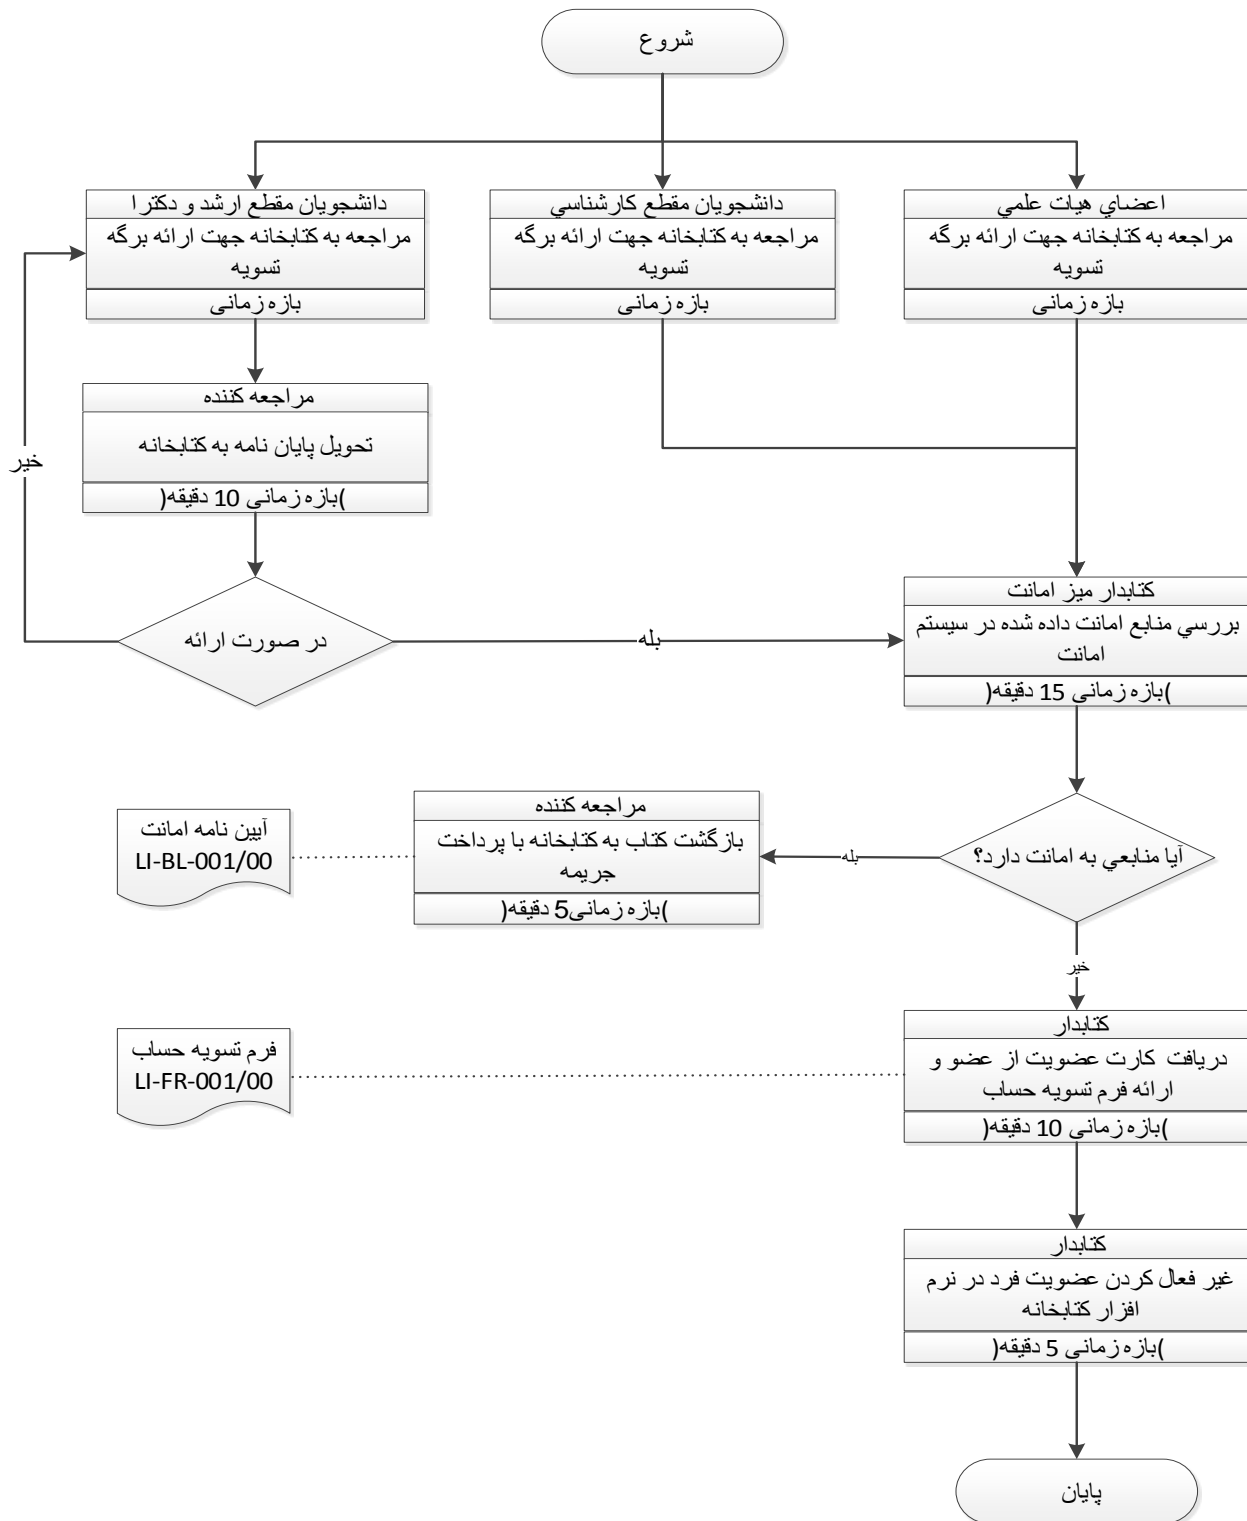 شروع
اعضاي هيات علمي
مراجعه به كتابخانه جهت ارائه برگه
تسويه
بازه زمانی
دانشجويان مقطع كارشناسي
مراجعه به كتابخانه جهت ارائه برگه
تسويه
بازه زمانی
دانشجويان مقطع ارشد و دكترا
مراجعه به كتابخانه جهت ارائه برگه
تسويه
بازه زمانی
مراجعه كننده
تحويل پايان نامه به كتابخانه
)بازه زمانی 10 دقيقه(
خير
در صورت ارائه
بله
كتابدار ميز امانت
بررسي منابع امانت داده شده در سيستم
امانت
)بازه زمانی 15 دقيقه(
آيا منابعي به امانت دارد؟
بله
مراجعه كننده
بازگشت كتاب به كتابخانه با پرداخت
جريمه
)بازه زمانی5 دقيقه(
آيين نامه امانت
LI-BL-001/00
خير
كتابدار
دريافت كارت عضويت از عضو و
ارائه فرم تسويه حساب
)بازه زمانی 10 دقيقه(
فرم تسويه حساب
LI-FR-001/00
كتابدار
غير فعال كردن عضويت فرد در نرم
افزار كتابخانه
)بازه زمانی 5 دقيقه(
پايان